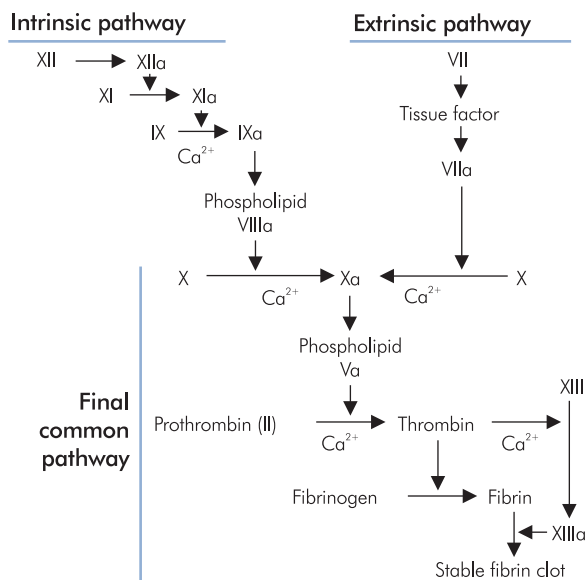 Intrinsic pathway
Extrinsic pathway
XII
XIIa
VII
XI
XIa
Tissue factor
IX
IXa
Ca²⁺
VIIa
Phospholipid
VIIIa
X
Xa
X
Ca²⁺
Ca²⁺
Phospholipid
Va
XIII
Final
common
pathway
Prothrombin (II)
Thrombin
Ca²⁺
Ca²⁺
Fibrinogen
Fibrin
XIIIa
Stable fibrin clot